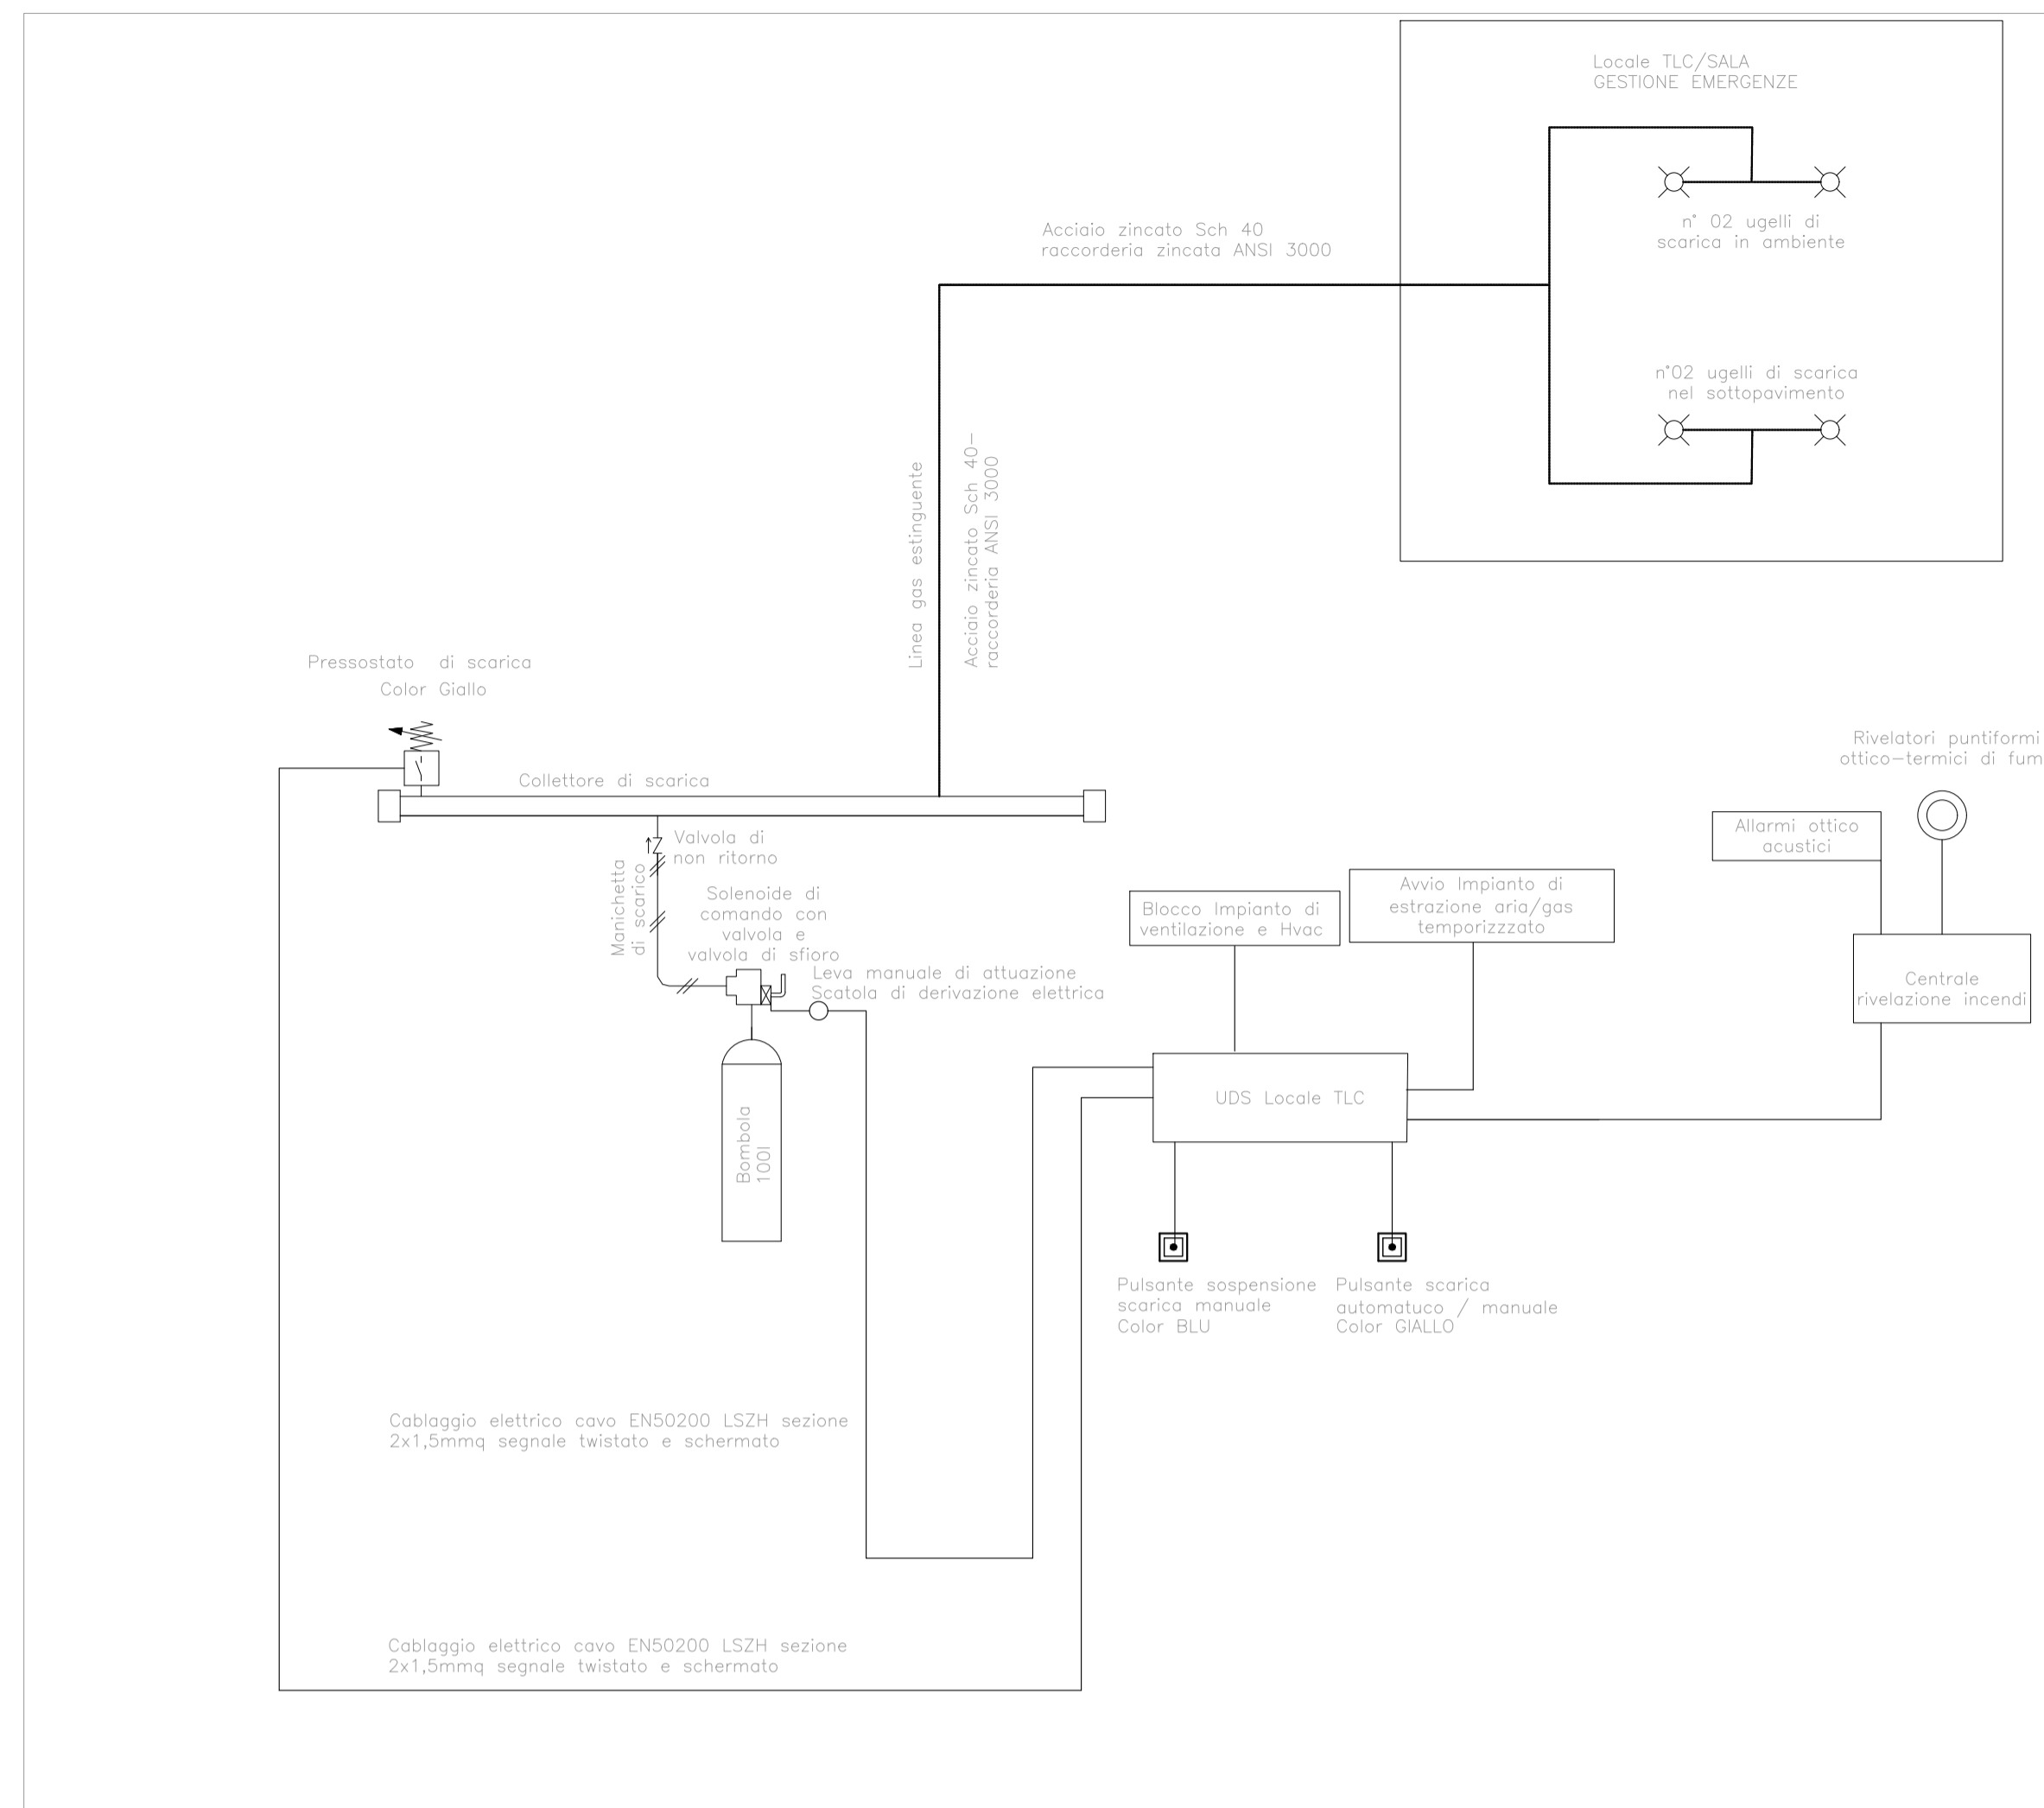 Locale TLC/SALA
GESTIONE EMERGENZE
n° 02 ugelli di
scarica in ambiente
Acciaio zincato Sch 40
raccorderia zincata ANSI 3000
n°02 ugelli di scarica
nel sottopavimento
Linea gas estinguente
Acciaio zincato Sch 40-
raccorderia ANSI 3000
Pressostato di scarica
Color Giallo
Collettore di scarica
Rivelatori puntiformi
ottico-termici di fum
Allarmi ottico
acustici
Valvola di
non ritorno
Manichetta
di scarico
Solenoide di
comando con
valvola e
valvola di sfioro
Leva manuale di attuazione
Scatola di derivazione elettrica
Blocco Impianto di
ventilazione e Hvac
Avvio Impianto di
estrazione aria/gas
temporizzzato
Centrale
rivelazione incendi
UDS Locale TLC
Bombola
100l
Pulsante sospensione
scarica manuale
Color BLU
Pulsante scarica
automatuco / manuale
Color GIALLO
Cablaggio elettrico cavo EN50200 LSZH sezione
2x1,5mmq segnale twistato e schermato
Cablaggio elettrico cavo EN50200 LSZH sezione
2x1,5mmq segnale twistato e schermato